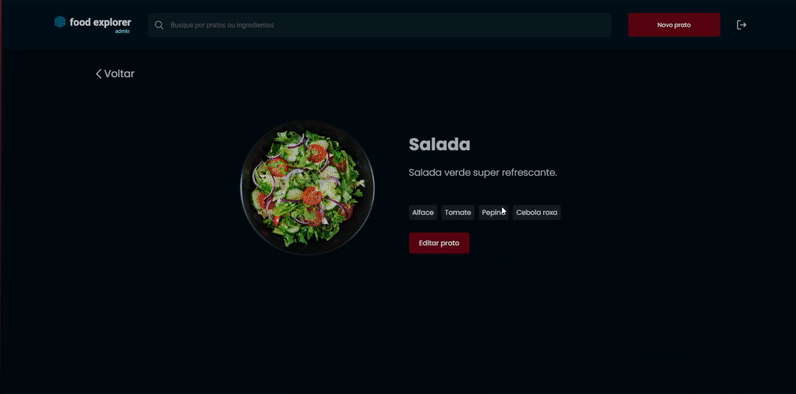 food explorer
admin
Busque por pratos ou ingredientes
Novo prato
Voltar
Salada
Salada verde super refrescante.
Alface Tomate Pepino Cebola roxa
Editar prato